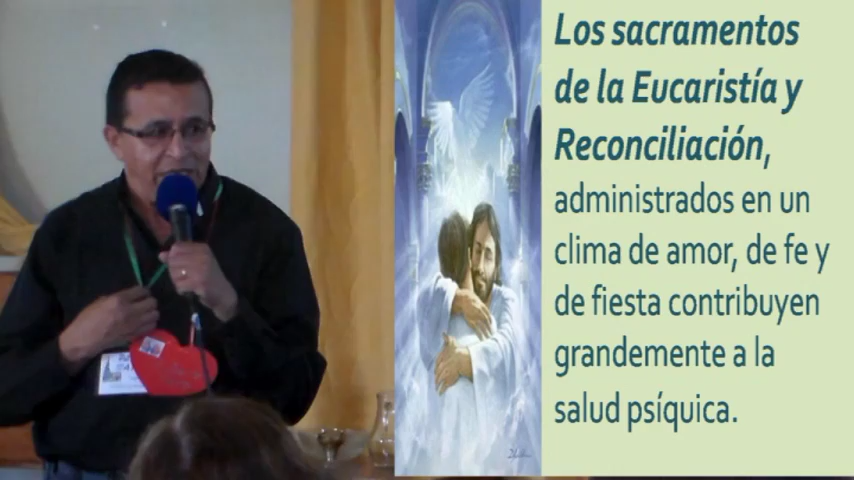 Los sacramentos
de la Eucaristía y
Reconciliación,
administrados en un
clima de amor, de fe y
de fiesta contribuyen
grandemente a la
salud psíquica.